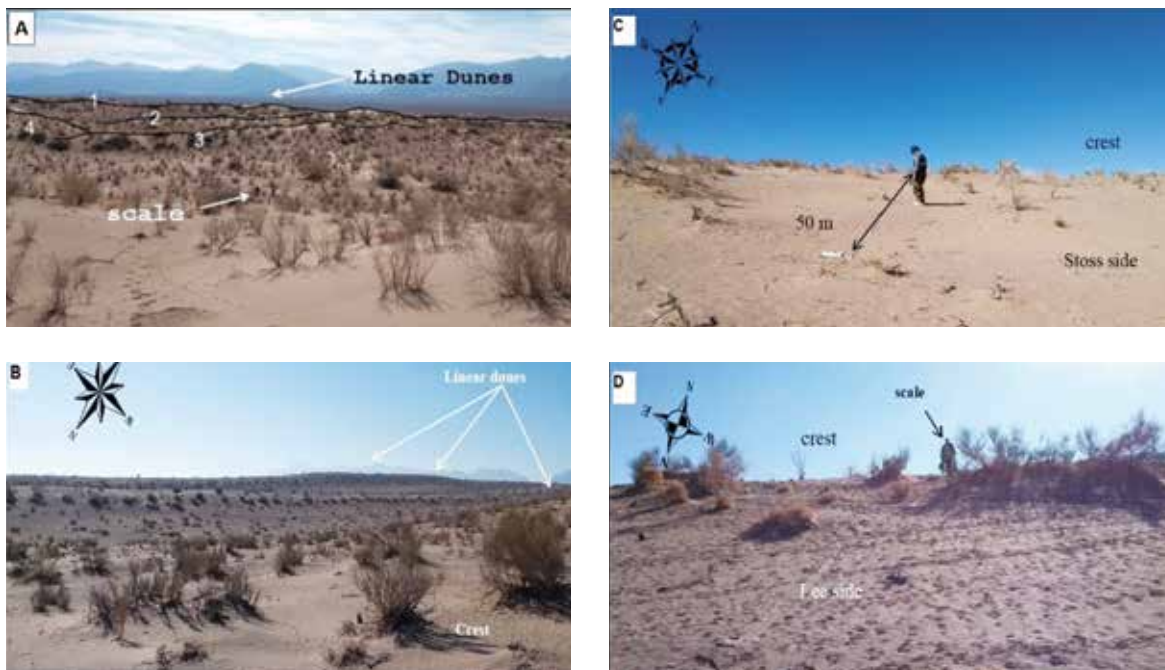 A
Linear Dunes
1
2
4
3
scale
B
Linear dunes
Crest
C
crest
50 m
Stoss side
D
scale
crest
Lee side